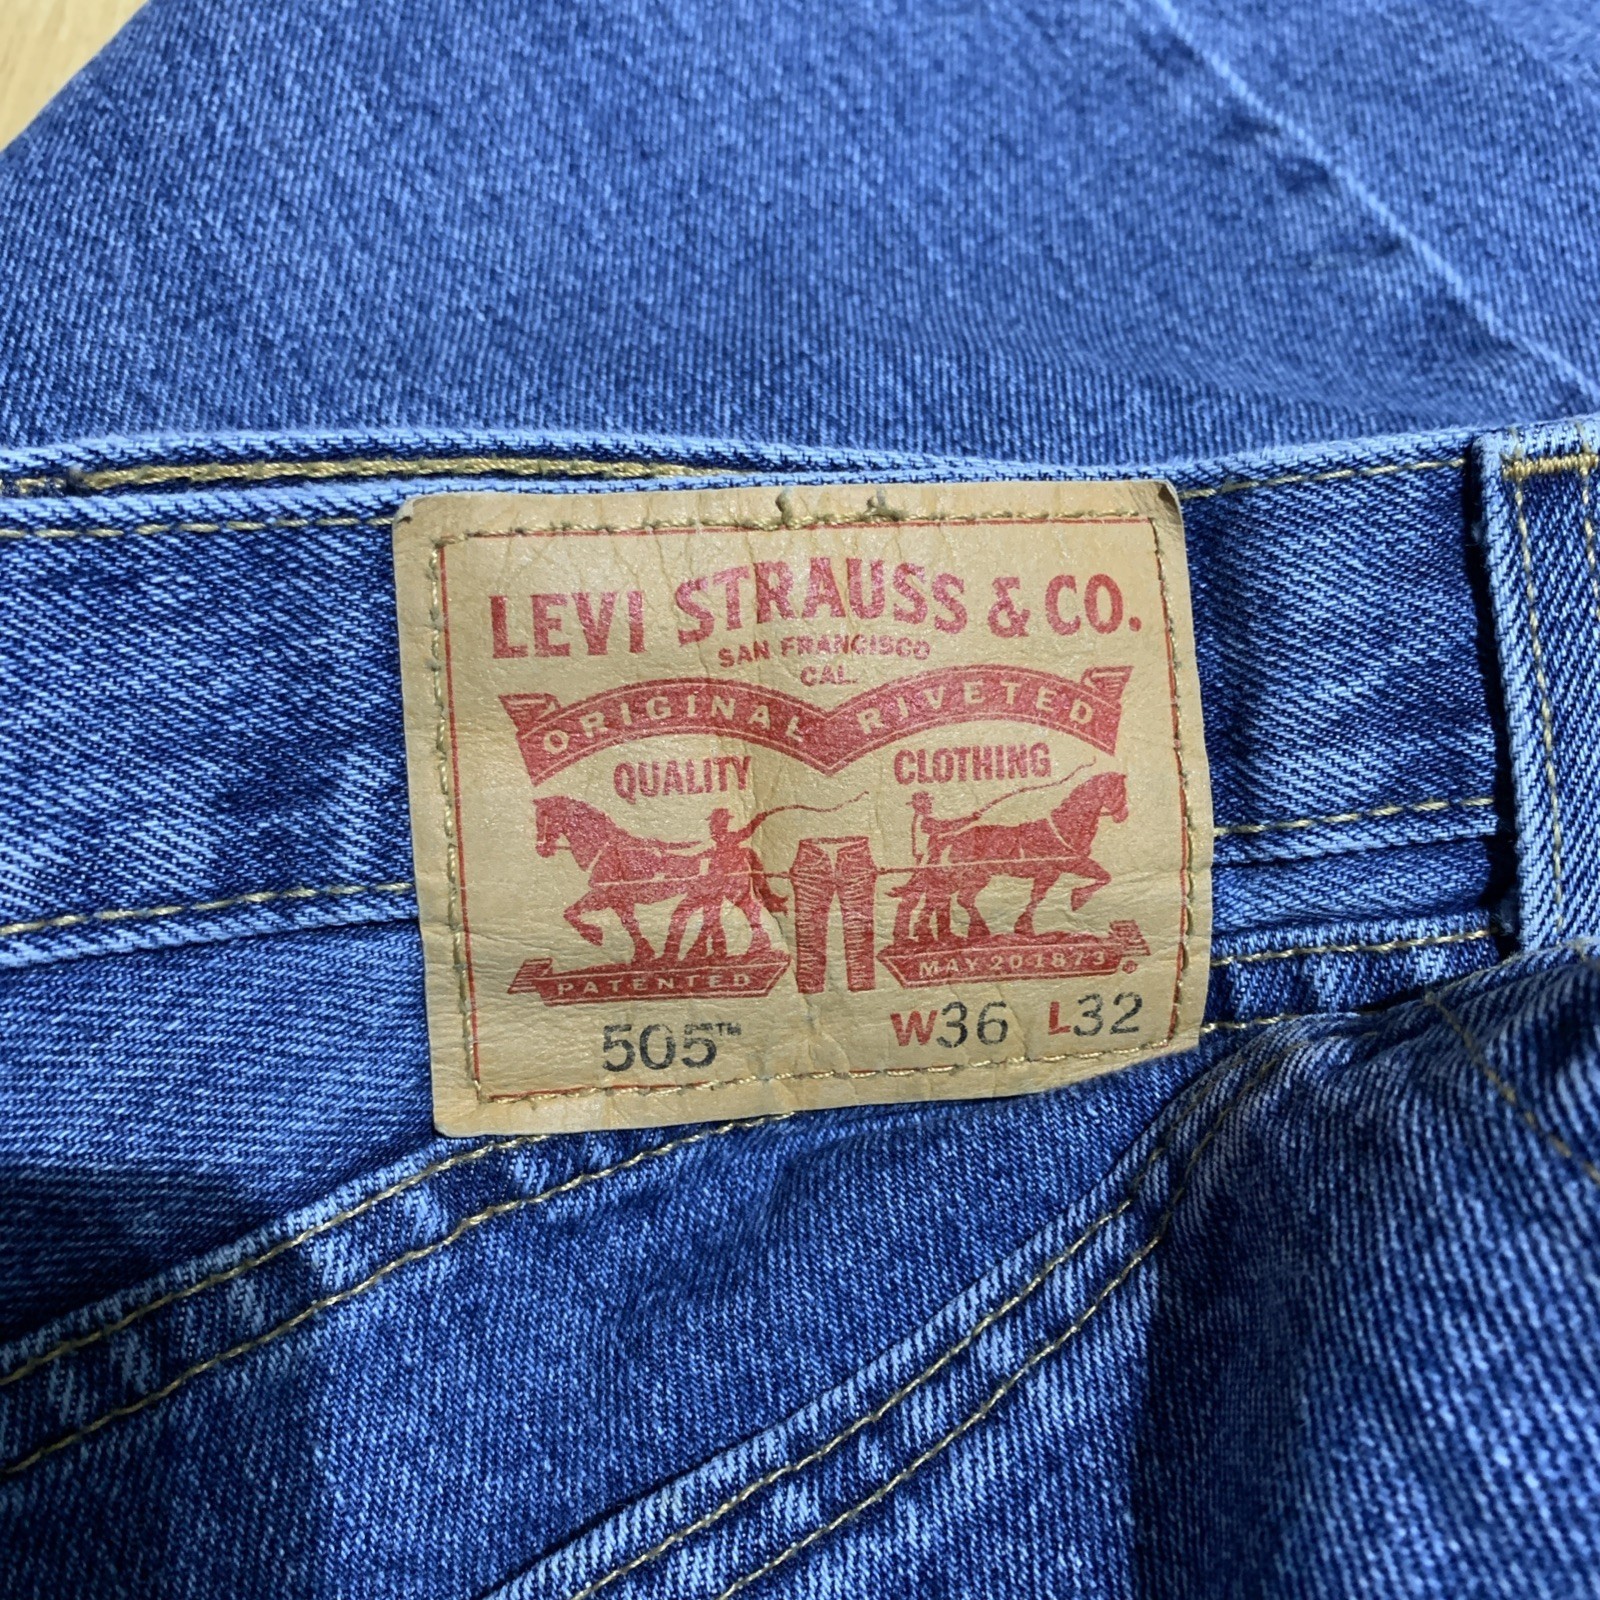 LEVI STRAUSS & CO.
SAN FRANCISCO
CAL.
ORIGINAL RIVETED
QUALITY CLOTHING
PATENTED MAY 20 1873
505™ W36 L32